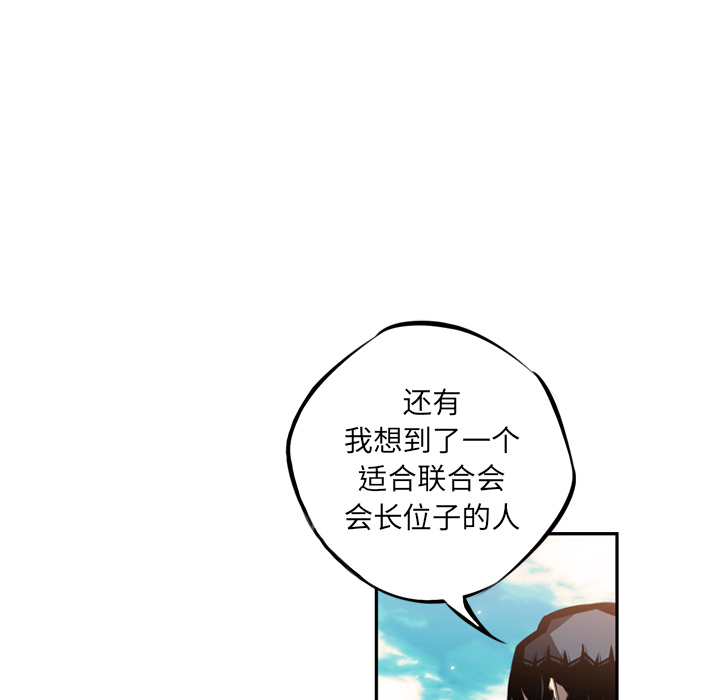 还有
我想到了一个
适合联合会
会长位子的人